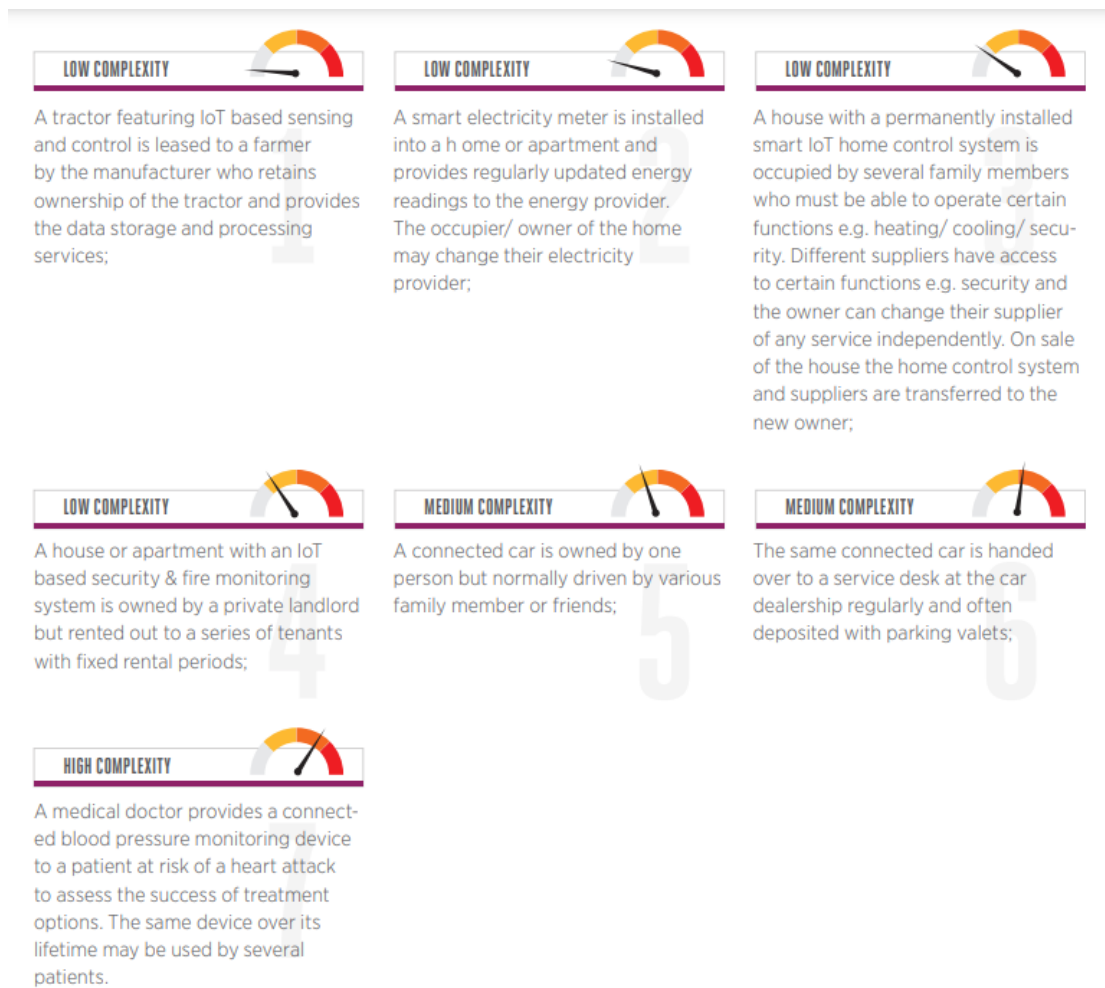 LOW COMPLEXITY
A tractor featuring IoT based sensing
and control is leased to a farmer
by the manufacturer who retains
ownership of the tractor and provides
the data storage and processing
services;
1
LOW COMPLEXITY
A smart electricity meter is installed
into a h ome or apartment and
provides regularly updated energy
readings to the energy provider.
The occupier/ owner of the home
may change their electricity
provider;
2
LOW COMPLEXITY
A house with a permanently installed
smart IoT home control system is
occupied by several family members
who must be able to operate certain
functions e.g. heating/ cooling/ secu-
rity. Different suppliers have access
to certain functions e.g. security and
the owner can change their supplier
of any service independently. On sale
of the house the home control system
and suppliers are transferred to the
new owner;
3
LOW COMPLEXITY
A house or apartment with an IoT
based security & fire monitoring
system is owned by a private landlord
but rented out to a series of tenants
with fixed rental periods;
4
MEDIUM COMPLEXITY
A connected car is owned by one
person but normally driven by various
family member or friends;
5
MEDIUM COMPLEXITY
The same connected car is handed
over to a service desk at the car
dealership regularly and often
deposited with parking valets;
6
HIGH COMPLEXITY
A medical doctor provides a connect-
ed blood pressure monitoring device
to a patient at risk of a heart attack
to assess the success of treatment
options. The same device over its
lifetime may be used by several
patients.
7